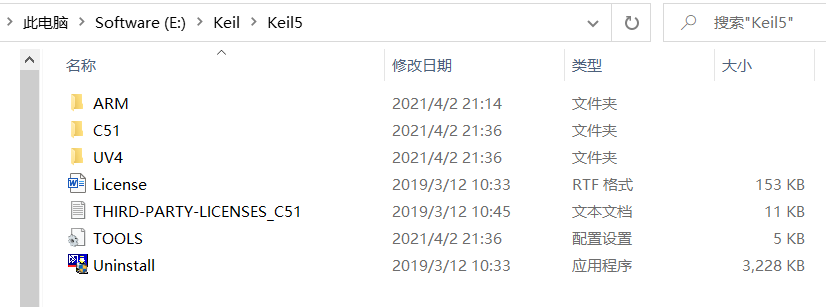 此电脑 Software (E:) Keil Keil5 搜索"Keil5"
名称 修改日期 类型 大小
ARM 2021/4/2 21:14 文件夹
C51 2021/4/2 21:36 文件夹
UV4 2021/4/2 21:36 文件夹
License 2019/3/12 10:33 RTF 格式 153 KB
THIRD-PARTY-LICENSES_C51 2019/3/12 10:45 文本文档 11 KB
TOOLS 2021/4/2 21:36 配置设置 5 KB
Uninstall 2019/3/12 10:33 应用程序 3,228 KB